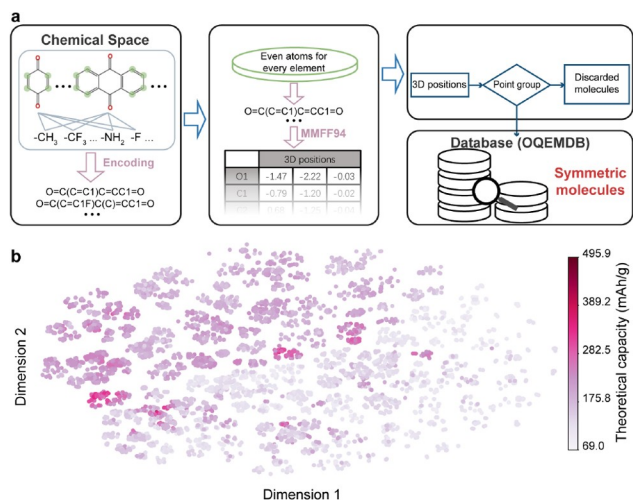 a
Chemical Space
O O
O O
-CH3 -CF3 ... -NH2 -F ...
Encoding
O=C(C=C1)C=CC1=O
O=C(C=C1F)C(C)=CC1=O
Even atoms for
every element
O=C(C=C1)C=CC1=O
MMFF94
3D positions
O1 -1.47 -2.22 -0.03
C1 -0.79 -1.20 -0.02
3D positions
Point group
Discarded
molecules
Database (OQEMDB)
Symmetric
molecules
b
Dimension 2
Dimension 1
495.9
389.2
282.5
175.8
69.0
Theoretical capacity (mAh/g)